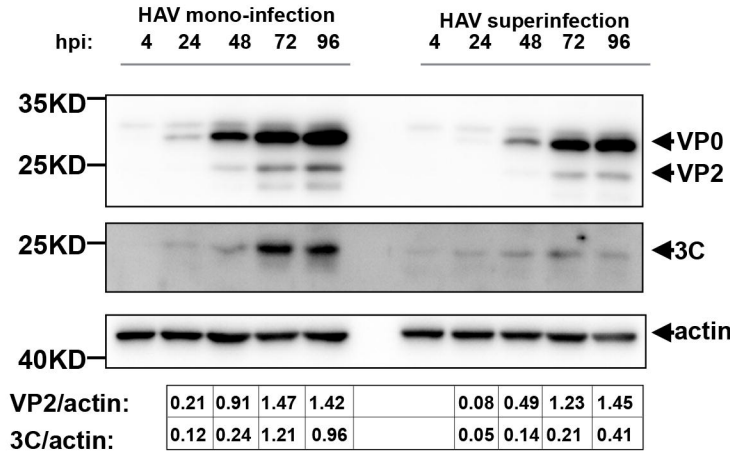 HAV mono-infection HAV superinfection
hpi: 4 24 48 72 96 4 24 48 72 96
35KD
VP0
25KD
VP2
25KD
3C
actin
40KD
VP2/actin: 0.21 0.91 1.47 1.42 0.08 0.49 1.23 1.45
3C/actin: 0.12 0.24 1.21 0.96 0.05 0.14 0.21 0.41